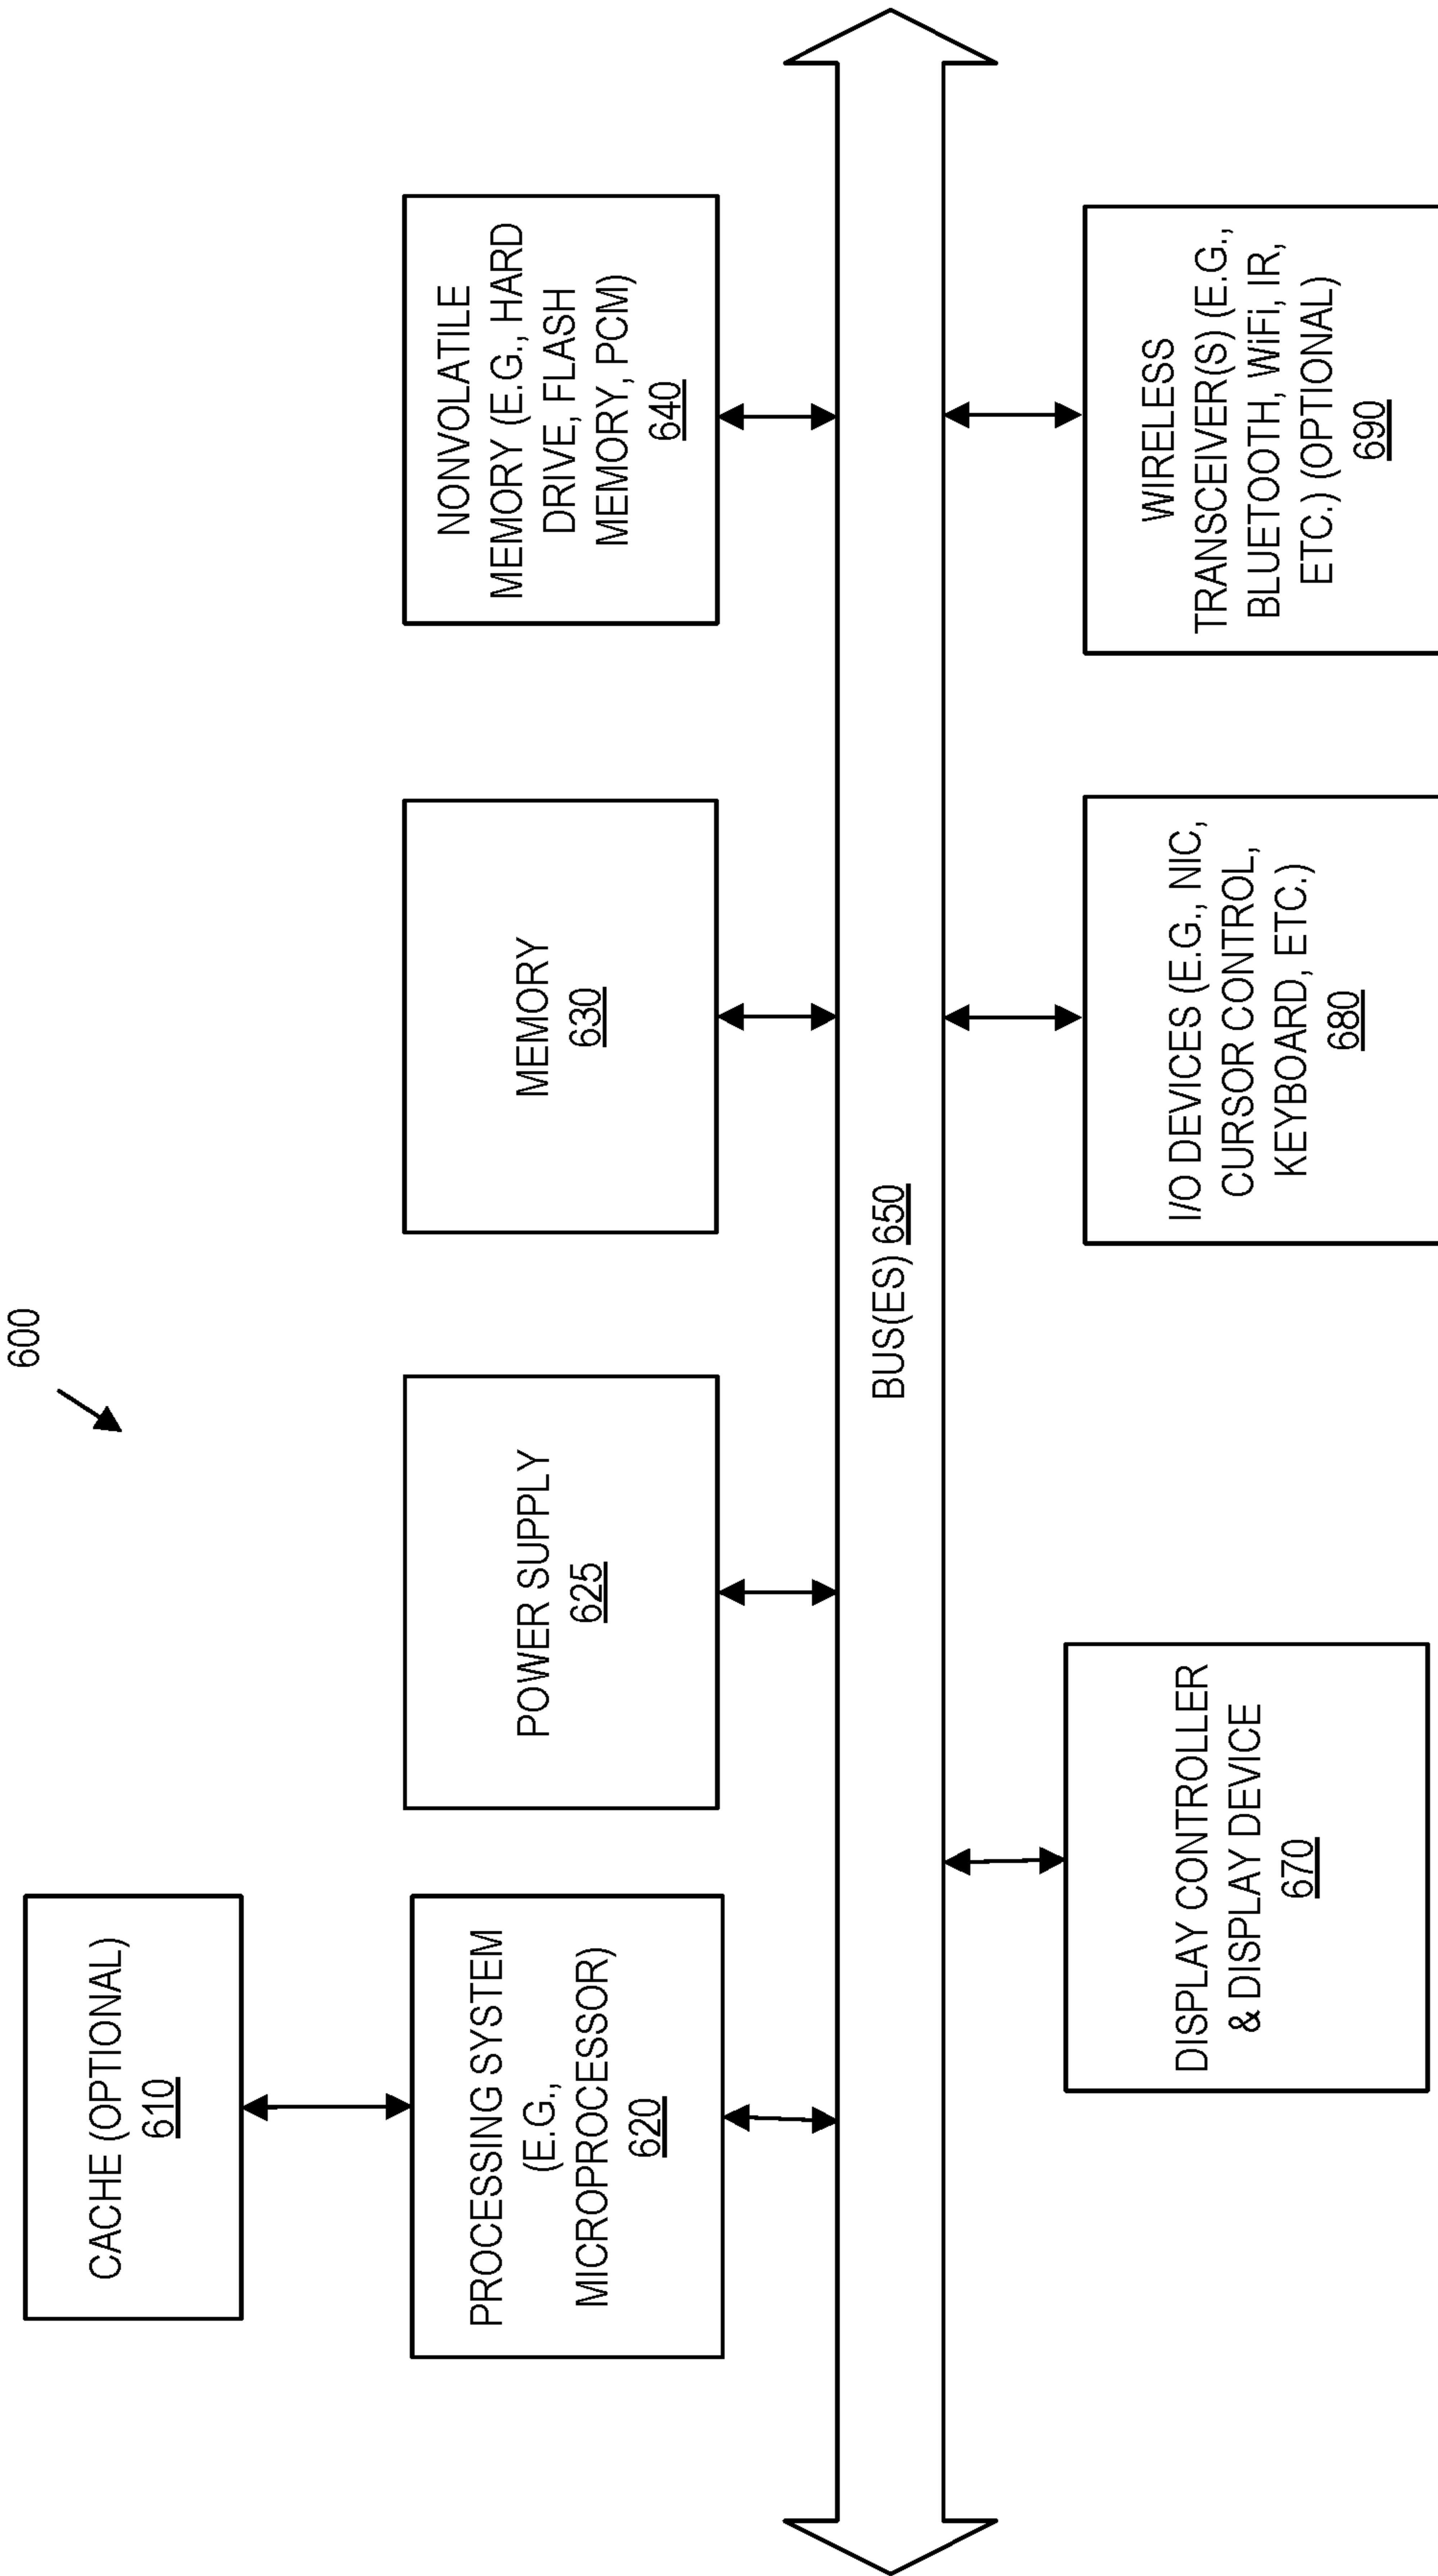 600
CACHE (OPTIONAL)
610
PROCESSING SYSTEM
(E.G.,
MICROPROCESSOR)
620
POWER SUPPLY
625
MEMORY
630
NONVOLATILE
MEMORY (E.G., HARD
DRIVE, FLASH
MEMORY, PCM)
640
BUS(ES) 650
DISPLAY CONTROLLER
& DISPLAY DEVICE
670
I/O DEVICES (E.G., NIC,
CURSOR CONTROL,
KEYBOARD, ETC.)
680
WIRELESS
TRANSCEIVER(S) (E.G.,
BLUETOOTH, WiFi, IR,
ETC.) (OPTIONAL)
690